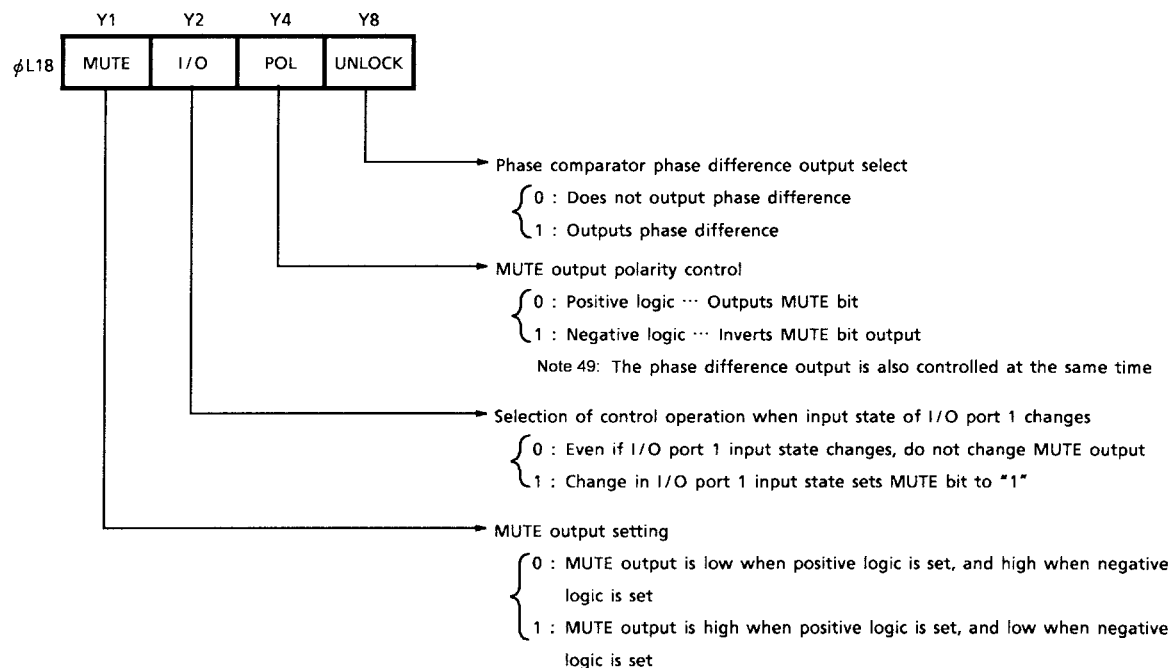 Y1 Y2 Y4 Y8
ϕL18 MUTE I/O POL UNLOCK
Phase comparator phase difference output select
0 : Does not output phase difference
1 : Outputs phase difference
MUTE output polarity control
0 : Positive logic ··· Outputs MUTE bit
1 : Negative logic ··· Inverts MUTE bit output
Note 49: The phase difference output is also controlled at the same time
Selection of control operation when input state of I/O port 1 changes
0 : Even if I/O port 1 input state changes, do not change MUTE output
1 : Change in I/O port 1 input state sets MUTE bit to "1"
MUTE output setting
0 : MUTE output is low when positive logic is set, and high when negative
logic is set
1 : MUTE output is high when positive logic is set, and low when negative
logic is set